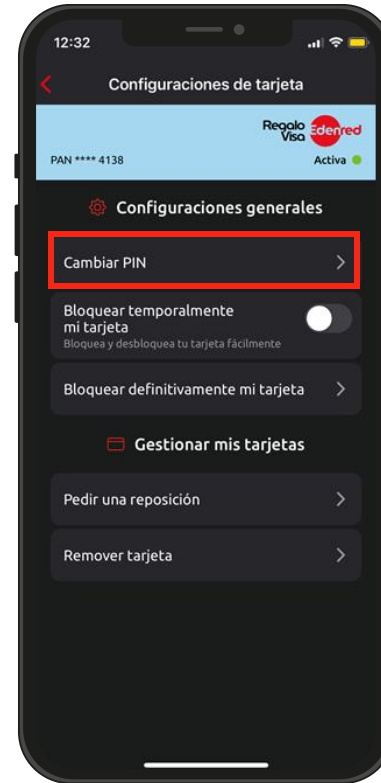 12:32
Configuraciones de tarjeta
Regalo
Visa
Edenred
PAN **** 4138
Activa
Configuraciones generales
Cambiar PIN
Bloquear temporalmente
mi tarjeta
Bloquea y desbloquea tu tarjeta fácilmente
Bloquear definitivamente mi tarjeta
Gestionar mis tarjetas
Pedir una reposición
Remover tarjeta